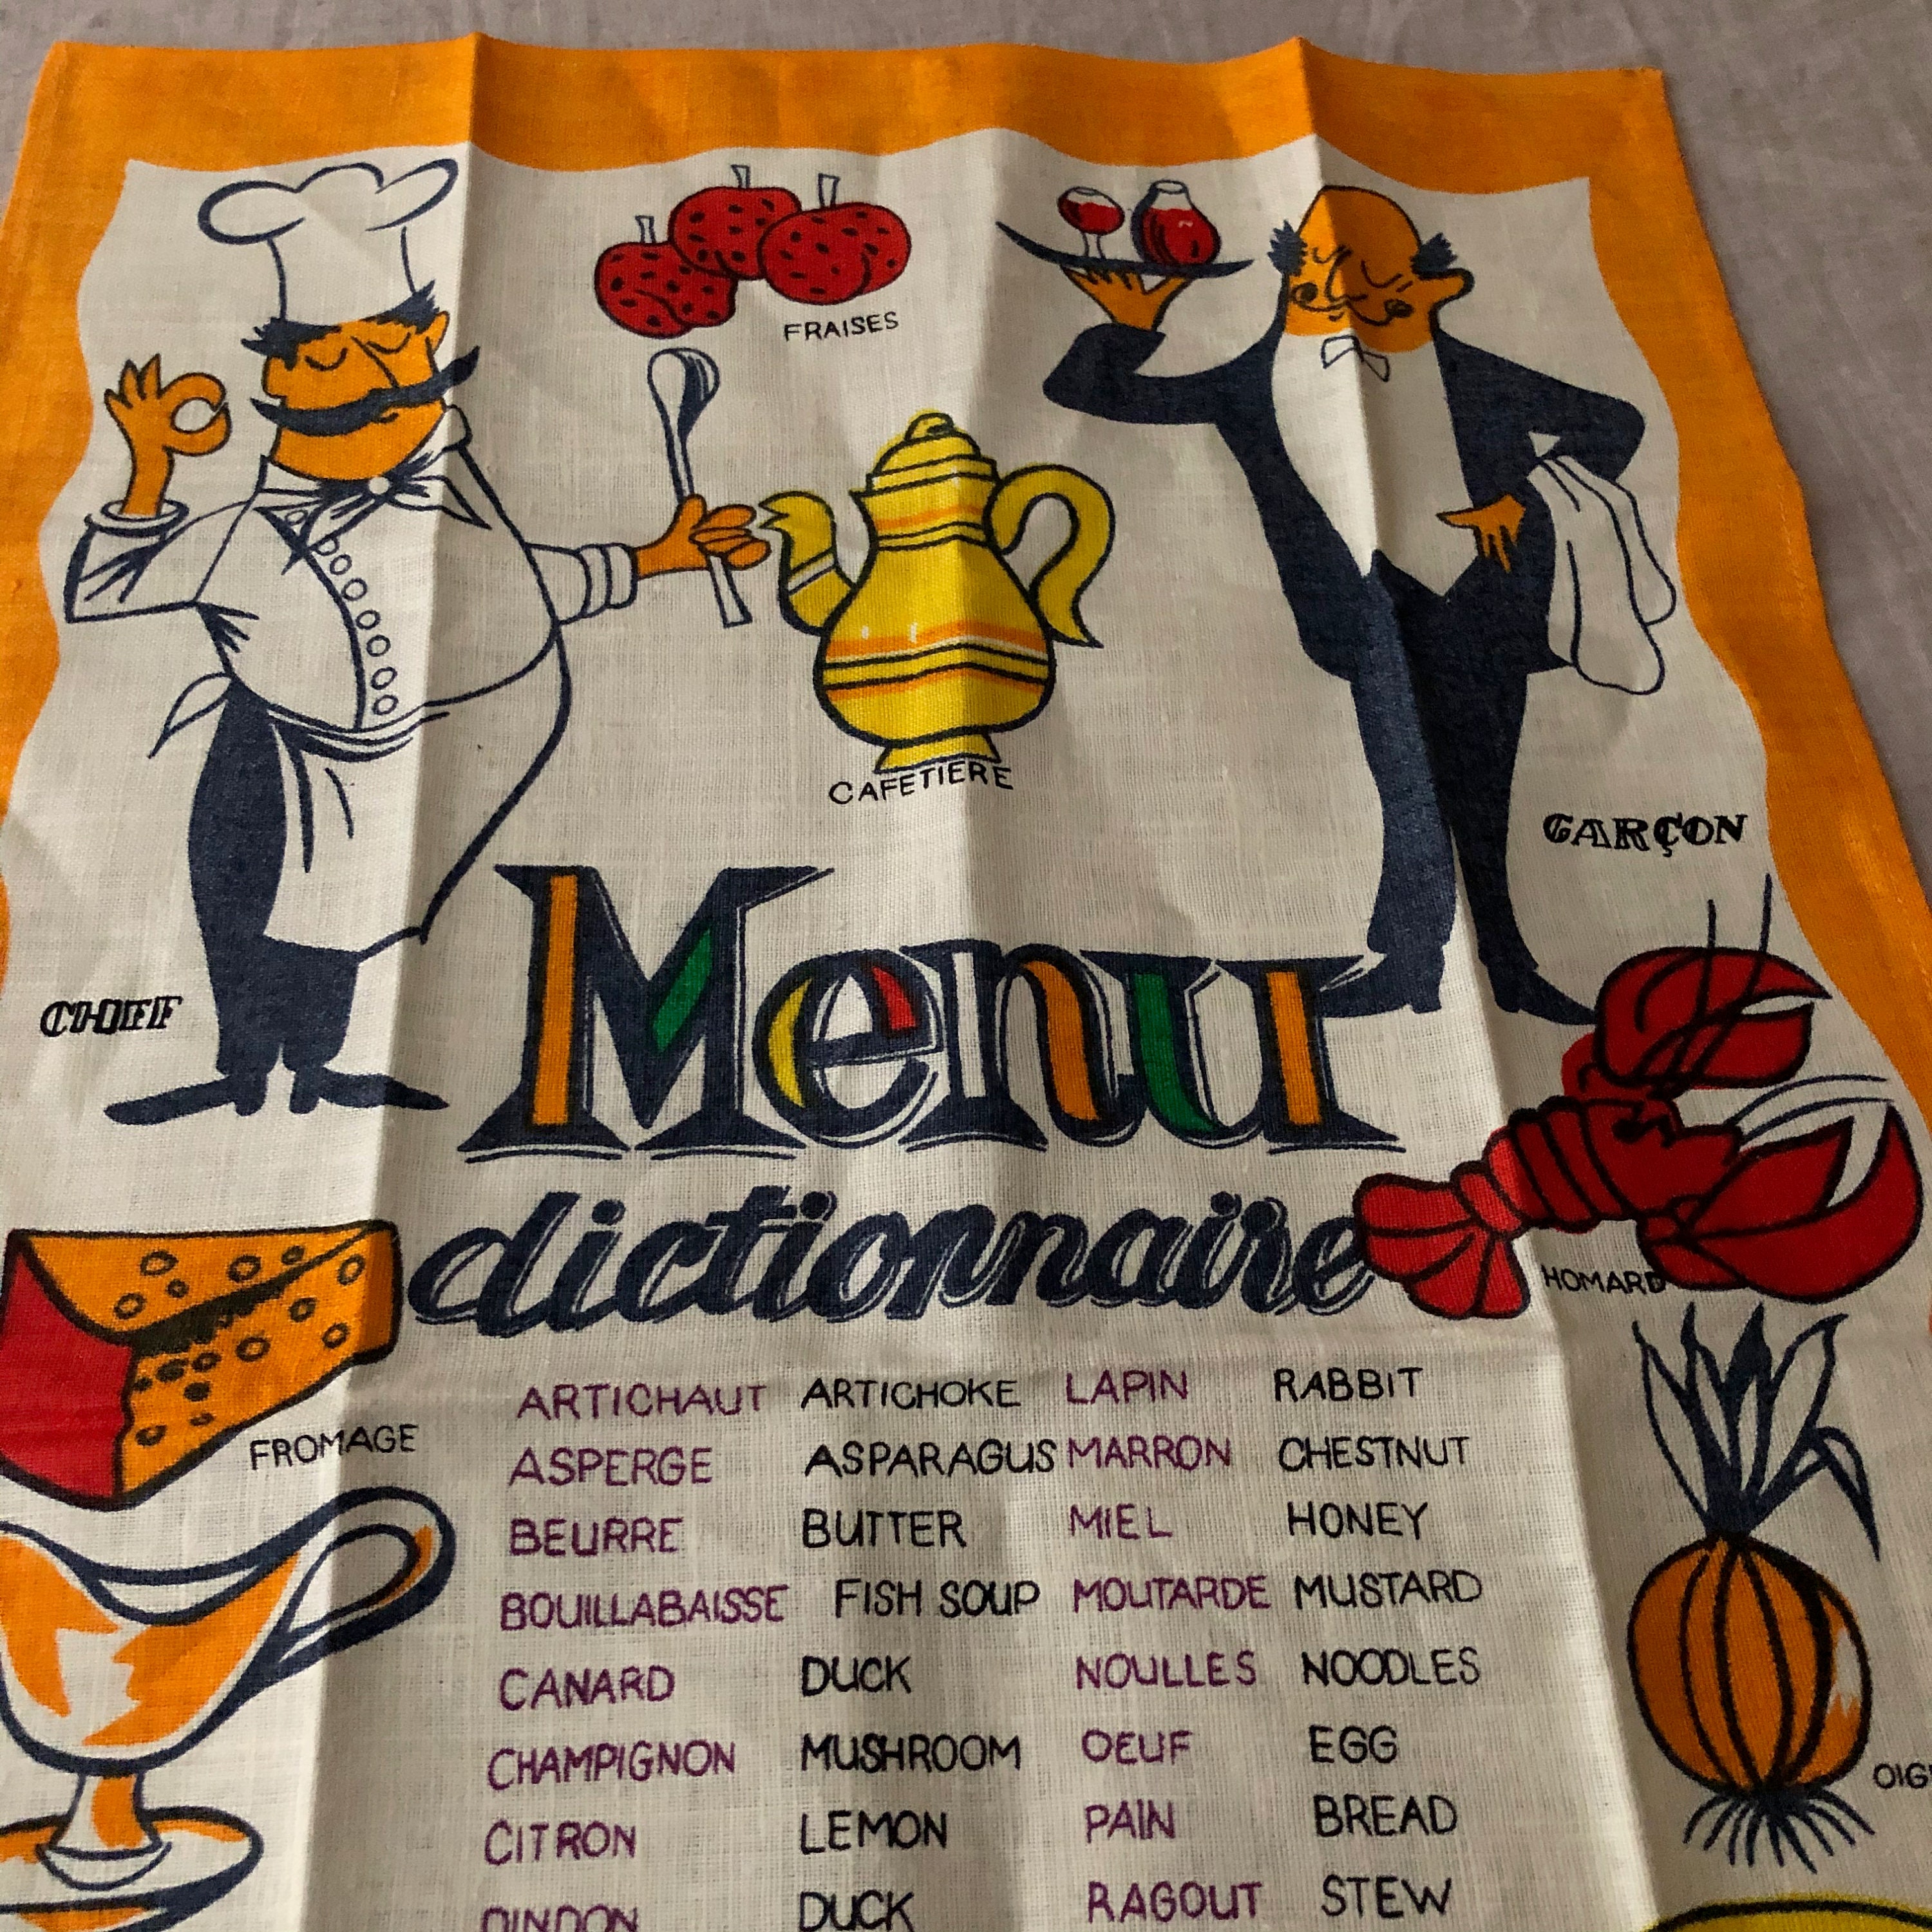 FRAISES
CAFETIERE
GARÇON
CHEF
Menu
dictionnaire
HOMARD
FROMAGE
ARTICHAUT ARTICHOKE LAPIN RABBIT
ASPERGE ASPARAGUS MARRON CHESTNUT
BEURRE BUTTER MIEL HONEY
BOUILLABAISSE FISH SOUP MOUTARDE MUSTARD
CANARD DUCK NOULLES NOODLES
CHAMPIGNON MUSHROOM OEUF EGG
OIG
CITRON LEMON PAIN BREAD
DINDON DUCK RAGOUT STEW